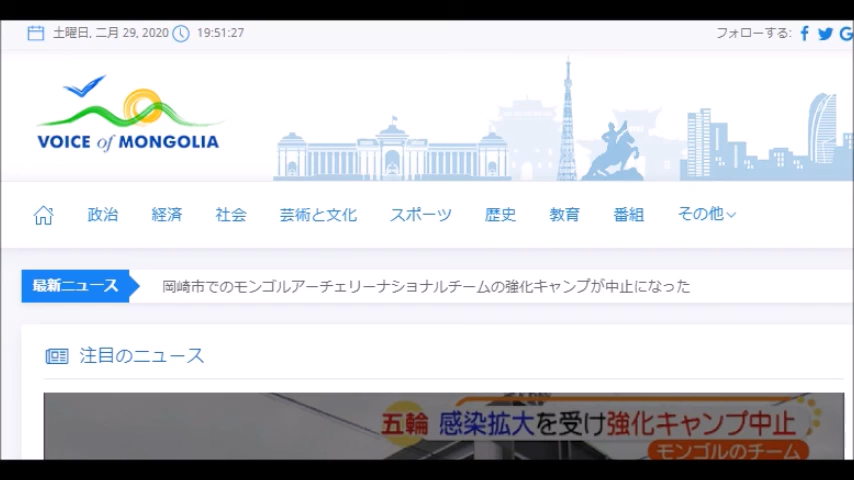 土曜日, 二月 29, 2020 19:51:27 フォローする:
VOICE of MONGOLIA
政治 経済 社会 芸術と文化 スポーツ 歴史 教育 番組 その他
最新ニュース 岡崎市でのモンゴルアーチェリーナショナルチームの強化キャンプが中止になった
注目のニュース
五輪 感染拡大を受け強化キャンプ中止
モンゴルのチーム